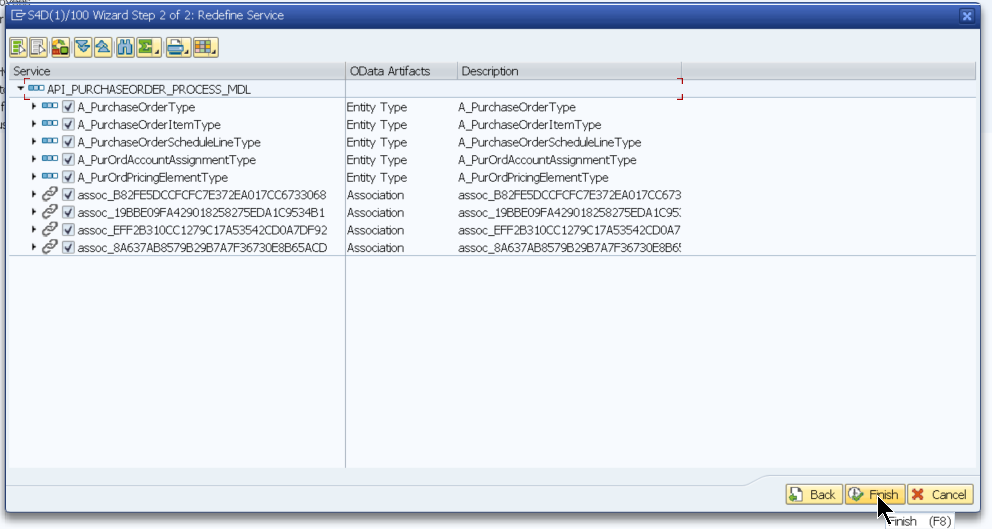 S4D(1)/100 Wizard Step 2 of 2: Redefine Service
Service OData Artifacts Description
API_PURCHASEORDER_PROCESS_MDL
A_PurchaseOrderType Entity Type A_PurchaseOrderType
A_PurchaseOrderItemType Entity Type A_PurchaseOrderItemType
A_PurchaseOrderScheduleLineType Entity Type A_PurchaseOrderScheduleLineType
A_PurOrdAccountAssignmentType Entity Type A_PurOrdAccountAssignmentType
A_PurOrdPricingElementType Entity Type A_PurOrdPricingElementType
assoc_B82FE5DCCFCFC7E372EA017CC6733068 Association assoc_B82FE5DCCFCFC7E372EA017CC673
assoc_19BBE09FA429018258275EDA1C9534B1 Association assoc_19BBE09FA429018258275EDA1C95
assoc_EFF2B310CC1279C17A53542CD0A7DF92 Association assoc_EFF2B310CC1279C17A53542CD0A7
assoc_8A637AB8579B29B7A7F36730E8B65ACD Association assoc_8A637AB8579B29B7A7F36730E8B6
Back Finish Cancel
Finish (F8)